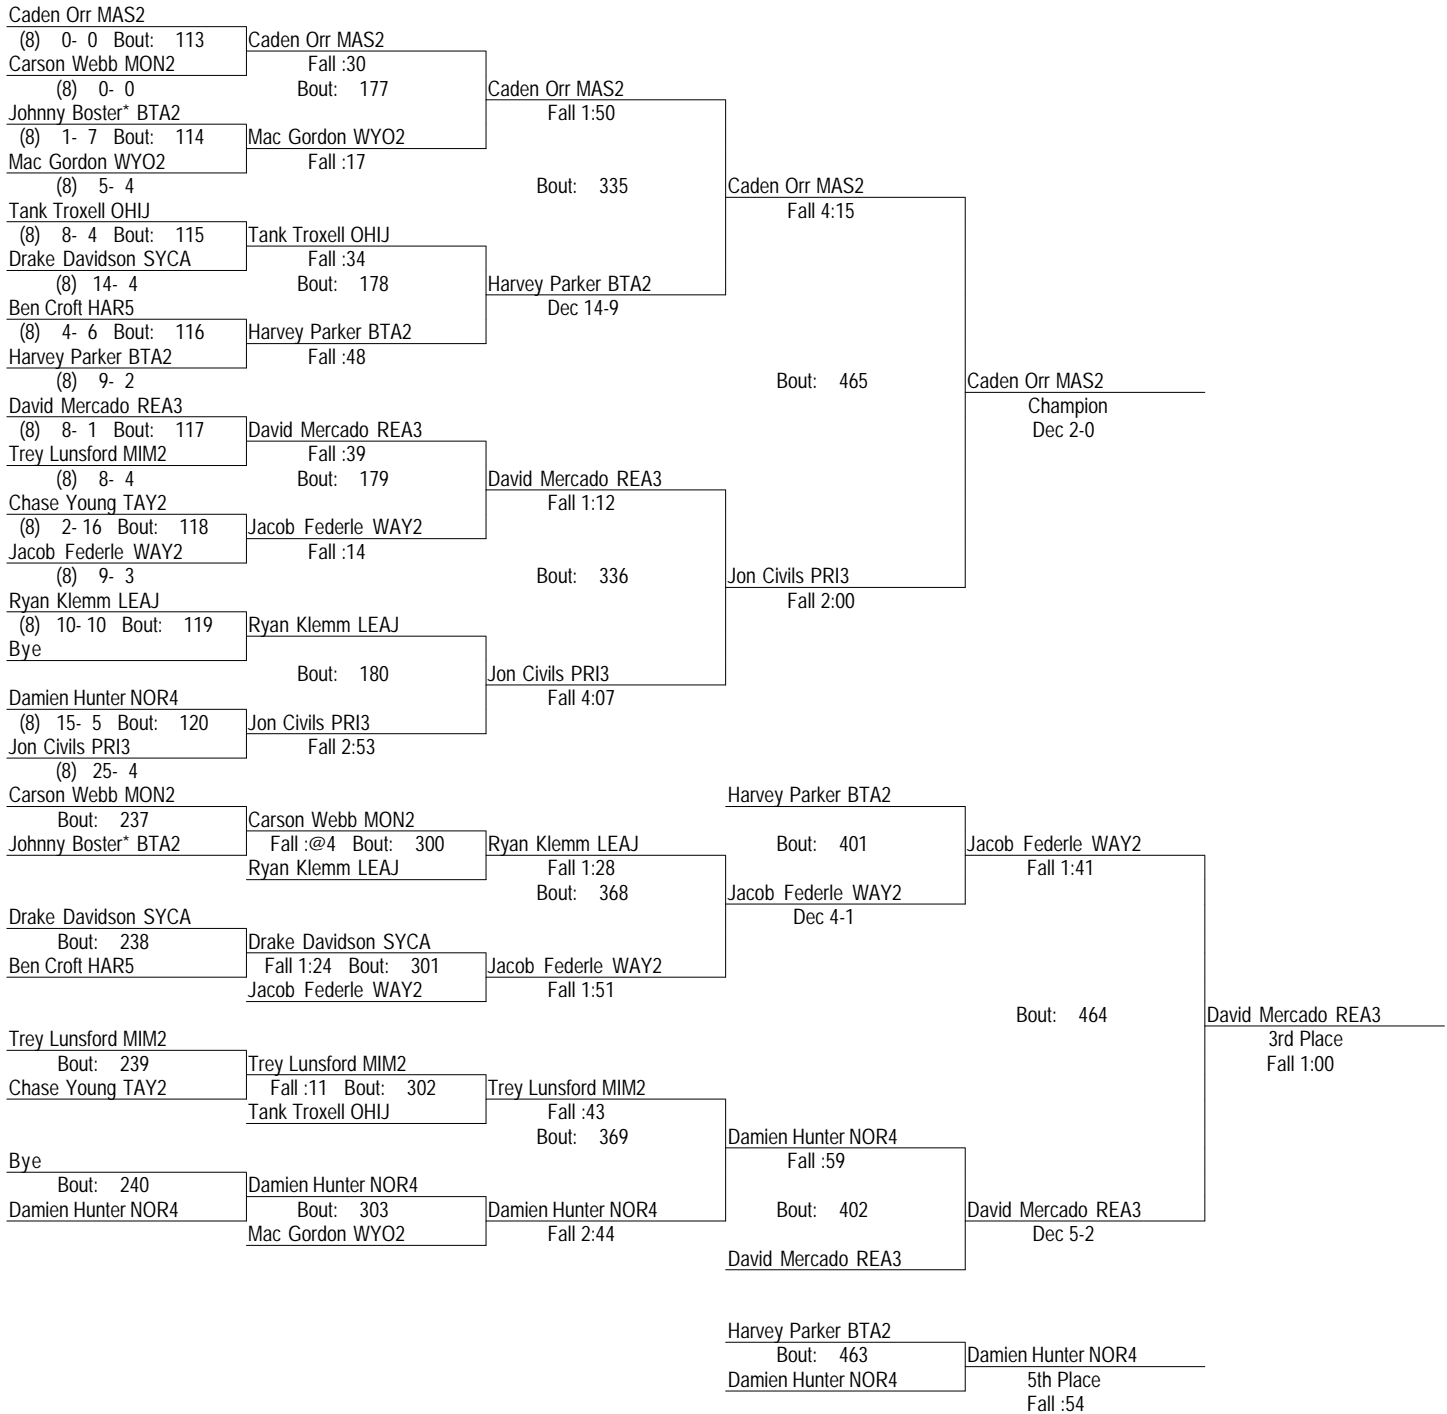 Caden Orr MAS2
(8) 0- 0 Bout: 113 Caden Orr MAS2
Carson Webb MON2 Fall :30
(8) 0- 0 Bout: 177 Caden Orr MAS2
Johnny Boster* BTA2 Fall 1:50
(8) 1- 7 Bout: 114 Mac Gordon WYO2
Mac Gordon WYO2 Fall :17
(8) 5- 4 Bout: 335 Caden Orr MAS2
Tank Troxell OHIJ Fall 4:15
(8) 8- 4 Bout: 115 Tank Troxell OHIJ
Drake Davidson SYCA Fall :34
(8) 14- 4 Bout: 178 Harvey Parker BTA2
Ben Croft HAR5 Dec 14-9
(8) 4- 6 Bout: 116 Harvey Parker BTA2
Harvey Parker BTA2 Fall :48
(8) 9- 2 Bout: 465 Caden Orr MAS2
David Mercado REA3 Champion
(8) 8- 1 Bout: 117 David Mercado REA3 Dec 2-0
Trey Lunsford MIM2 Fall :39
(8) 8- 4 Bout: 179 David Mercado REA3
Chase Young TAY2 Fall 1:12
(8) 2- 16 Bout: 118 Jacob Federle WAY2
Jacob Federle WAY2 Fall :14
(8) 9- 3 Bout: 336 Jon Civils PRI3
Ryan Klemm LEAJ Fall 2:00
(8) 10- 10 Bout: 119 Ryan Klemm LEAJ
Bye
Bout: 180 Jon Civils PRI3
Damien Hunter NOR4 Fall 4:07
(8) 15- 5 Bout: 120 Jon Civils PRI3
Jon Civils PRI3 Fall 2:53
(8) 25- 4
Carson Webb MON2 Harvey Parker BTA2
Bout: 237 Carson Webb MON2
Johnny Boster* BTA2 Fall :@4 Bout: 300 Ryan Klemm LEAJ Bout: 401 Jacob Federle WAY2
Ryan Klemm LEAJ Fall 1:28 Fall 1:41
Bout: 368 Jacob Federle WAY2
Drake Davidson SYCA Dec 4-1
Bout: 238 Drake Davidson SYCA
Ben Croft HAR5 Fall 1:24 Bout: 301 Jacob Federle WAY2
Jacob Federle WAY2 Fall 1:51
Bout: 464 David Mercado REA3
Trey Lunsford MIM2 3rd Place
Bout: 239 Trey Lunsford MIM2 Fall 1:00
Chase Young TAY2 Fall :11 Bout: 302 Trey Lunsford MIM2
Tank Troxell OHIJ Fall :43
Bout: 369 Damien Hunter NOR4
Bye Fall :59
Bout: 240 Damien Hunter NOR4
Damien Hunter NOR4 Bout: 303 Damien Hunter NOR4 Bout: 402 David Mercado REA3
Mac Gordon WYO2 Fall 2:44 Dec 5-2
David Mercado REA3
Harvey Parker BTA2
Bout: 463 Damien Hunter NOR4
Damien Hunter NOR4 5th Place
Fall :54